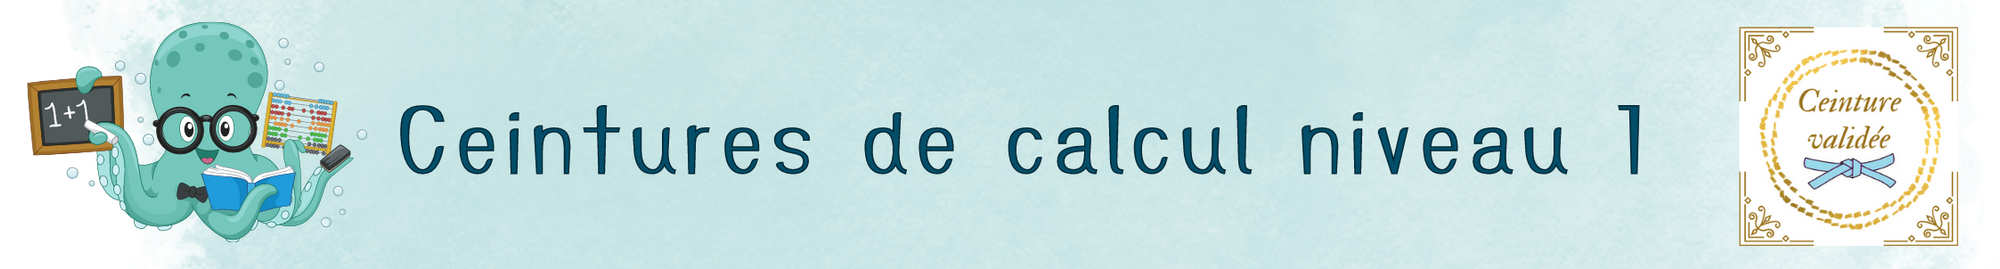 1+1
Ceintures de calcul niveau 1
Ceinture
validée